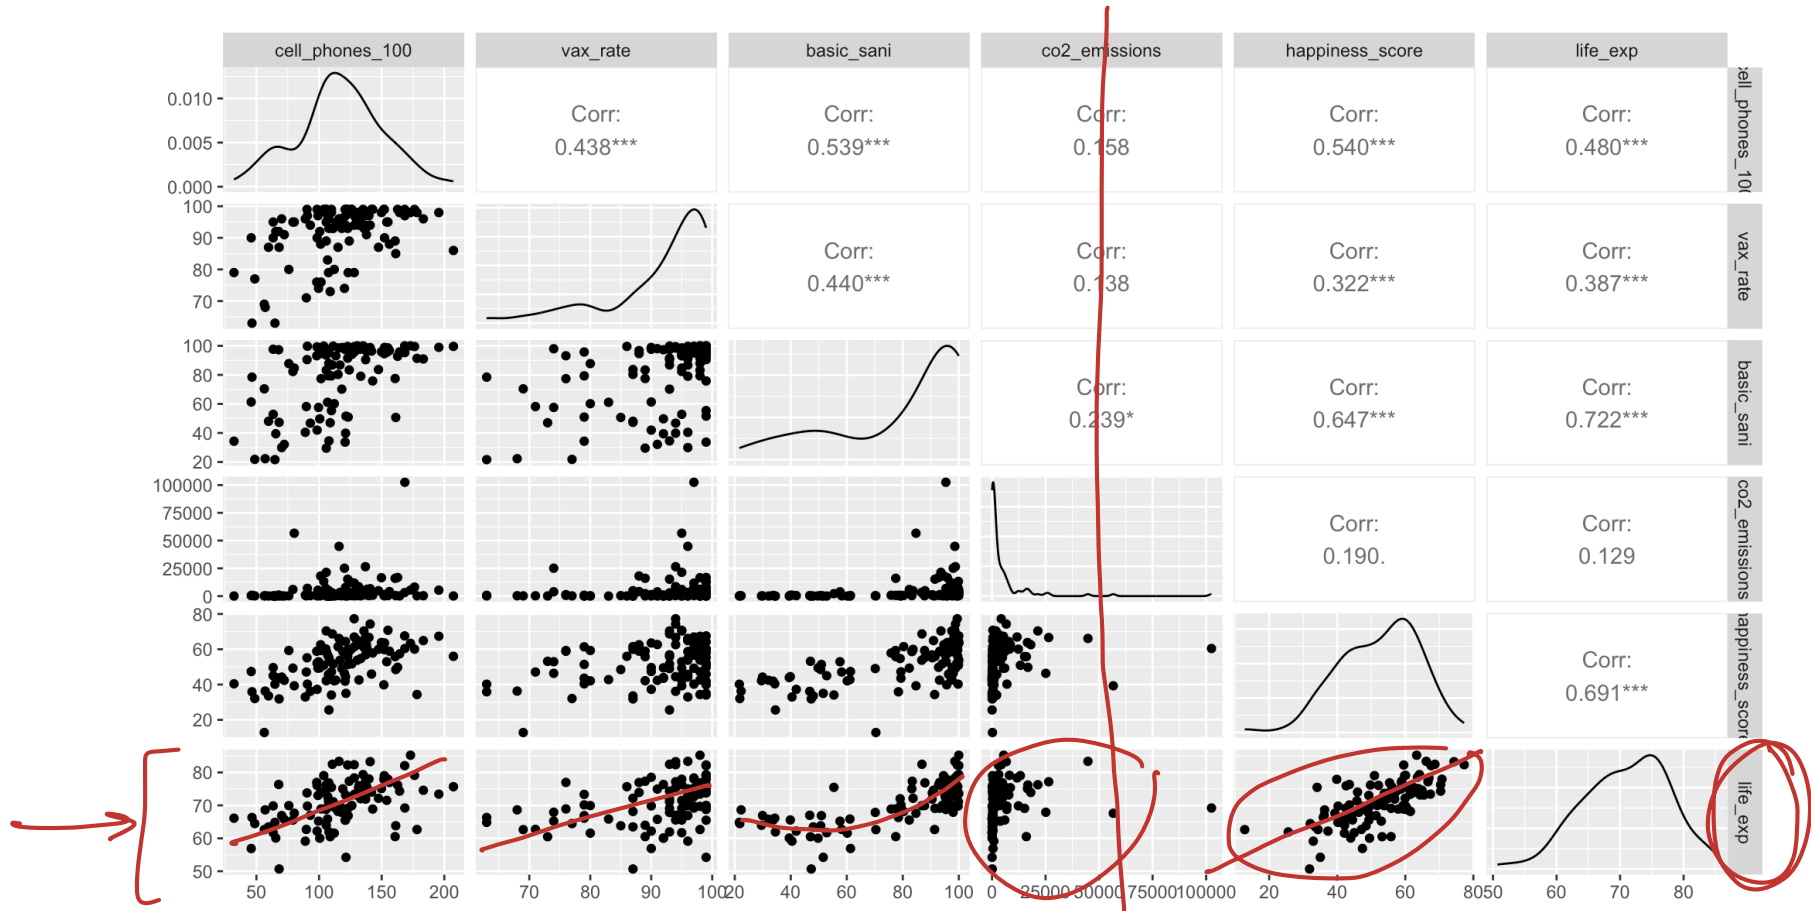 cell_phones_100 vax_rate basic_sani co2_emissions happiness_score life_exp
0.010
0.005
0.000
Corr:
0.438***
Corr:
0.539***
Corr:
0.158
Corr:
0.540***
Corr:
0.480***
cell_phones_100
100
90
80
70
Corr:
0.440***
Corr:
0.138
Corr:
0.322***
Corr:
0.387***
vax_rate
100
80
60
40
20
Corr:
0.239*
Corr:
0.647***
Corr:
0.722***
basic_sani
100000
75000
50000
25000
0
Corr:
0.190.
Corr:
0.129
co2_emissions
80
60
40
20
Corr:
0.691***
happiness_score
80
70
60
50
life_exp
50 100 150 200 70 80 90 100 20 40 60 80 100 0 25000 50000 75000 100000 20 40 60 80 50 60 70 80